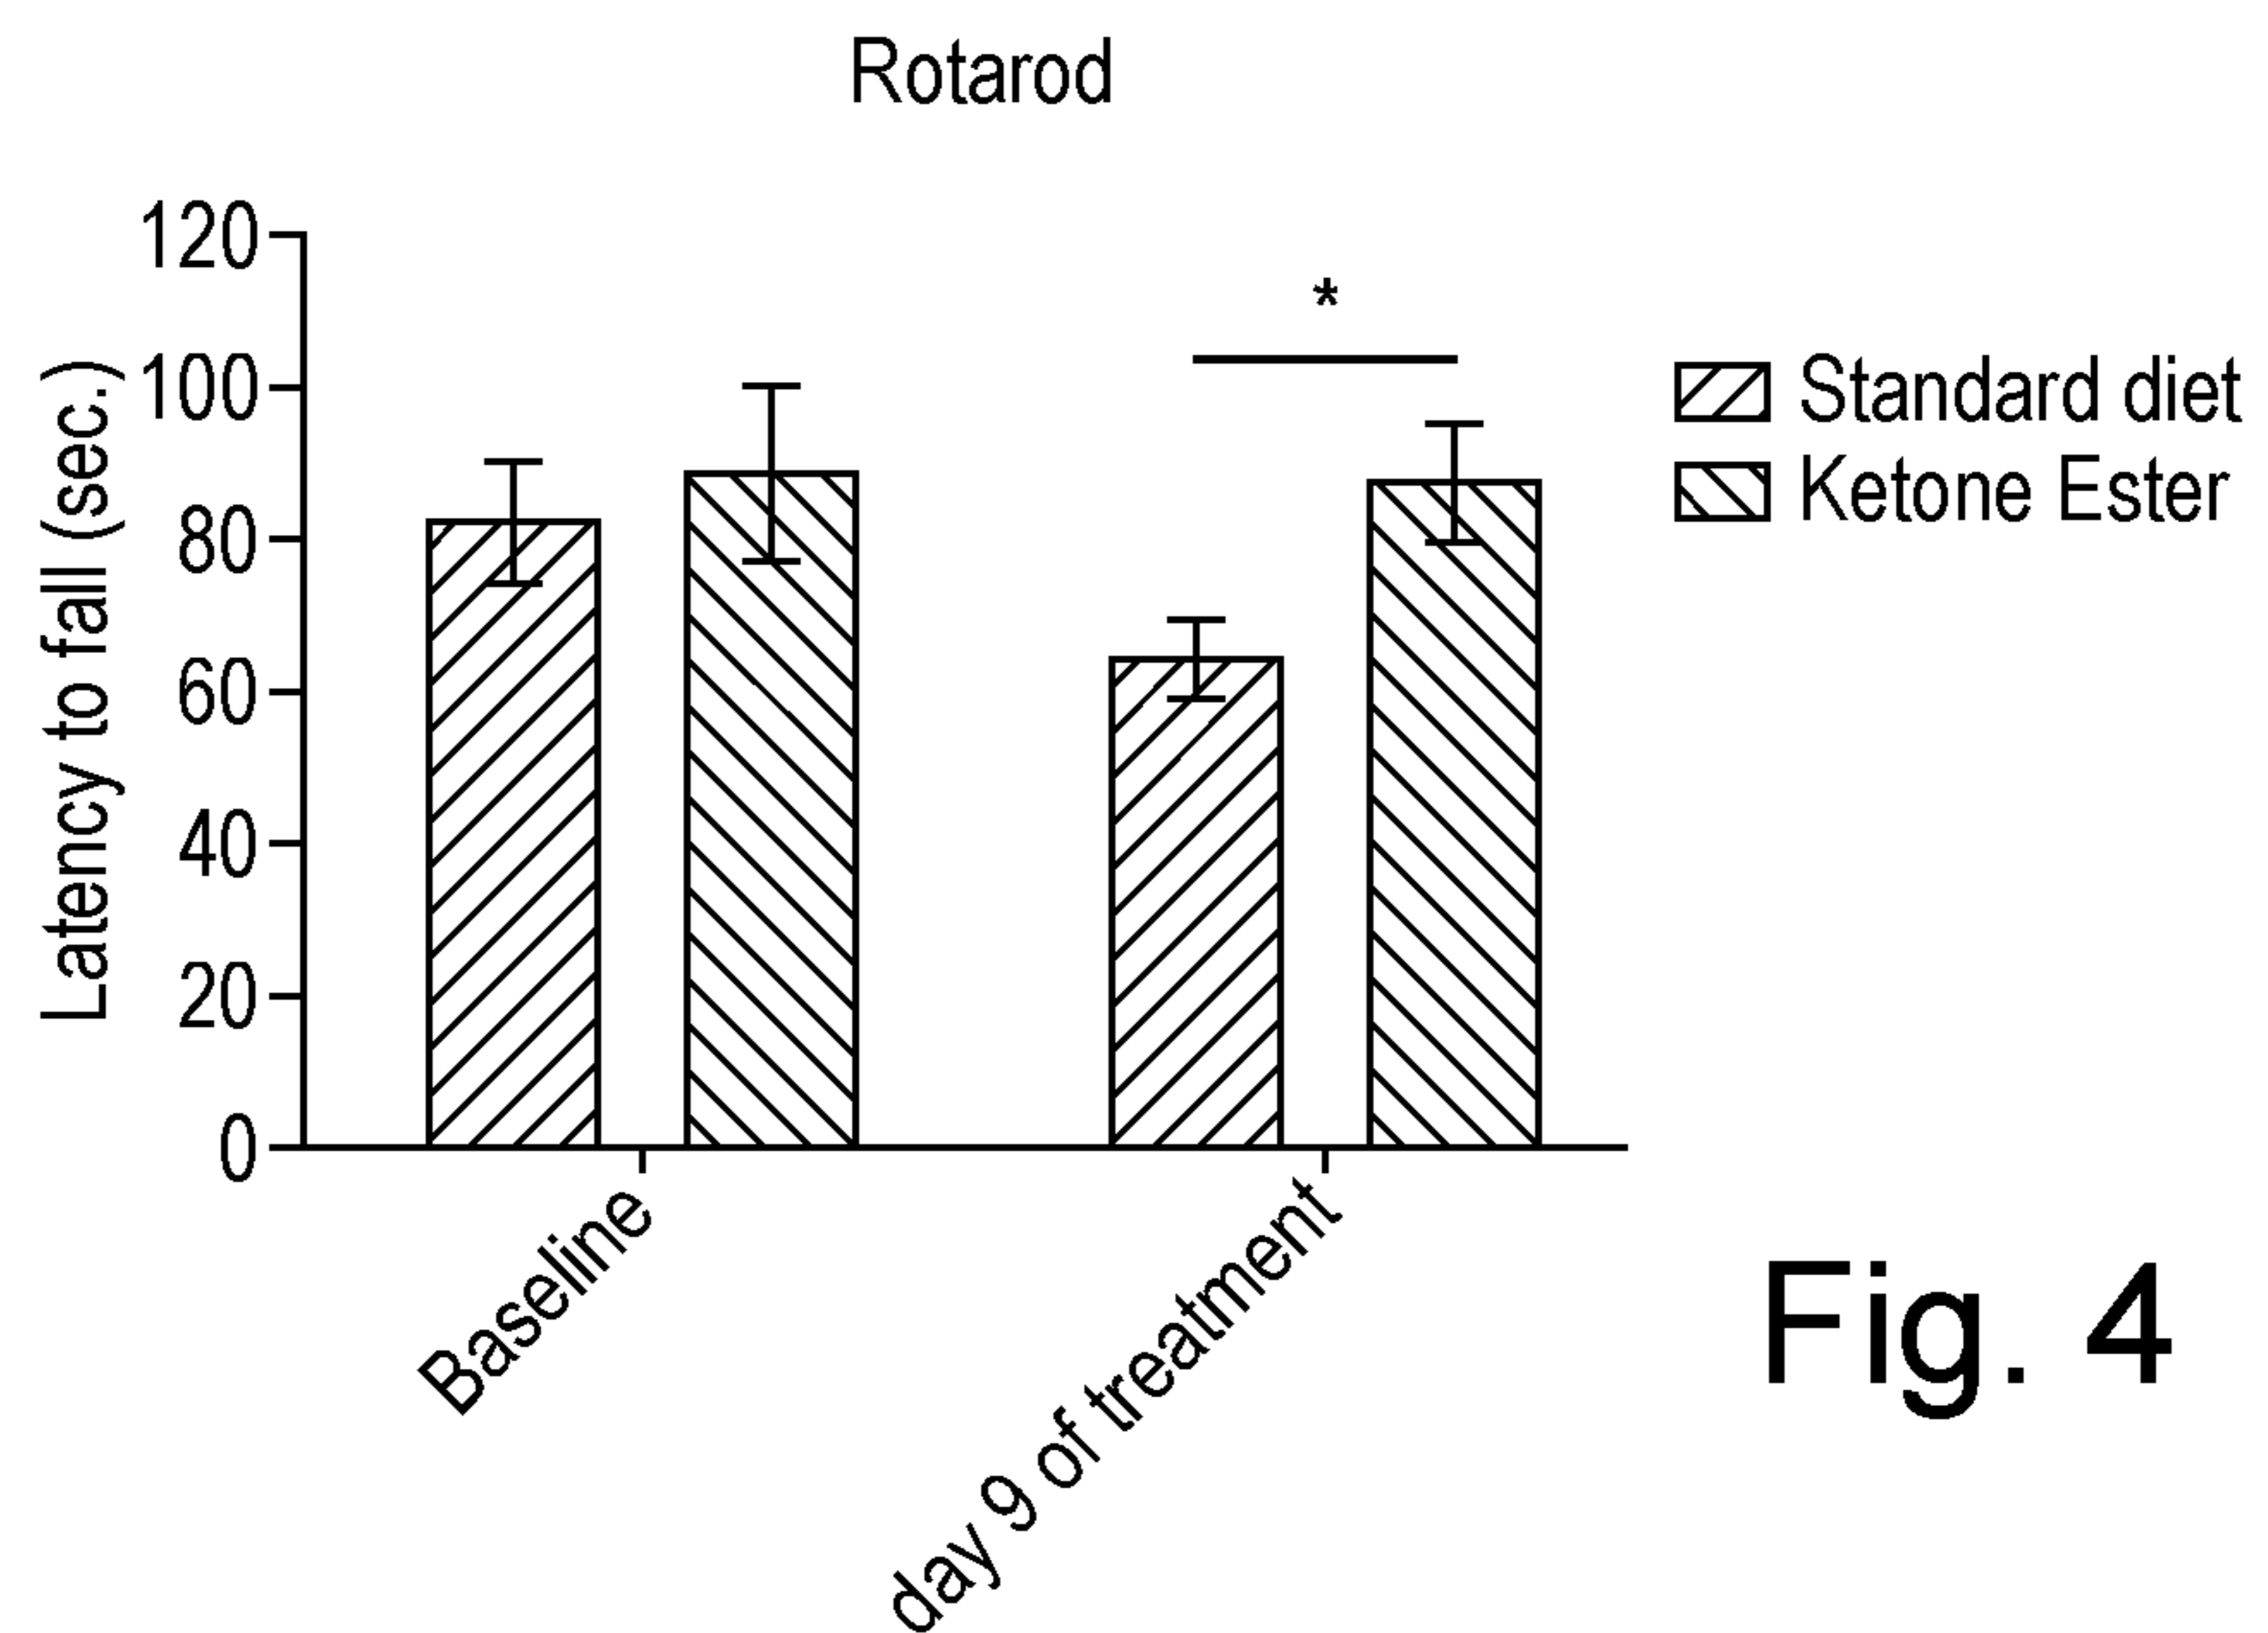 Rotarod
Latency to fall (sec.)
120
100
80
60
40
20
0
*
Standard diet
Ketone Ester
Baseline
day 9 of treatment
Fig. 4